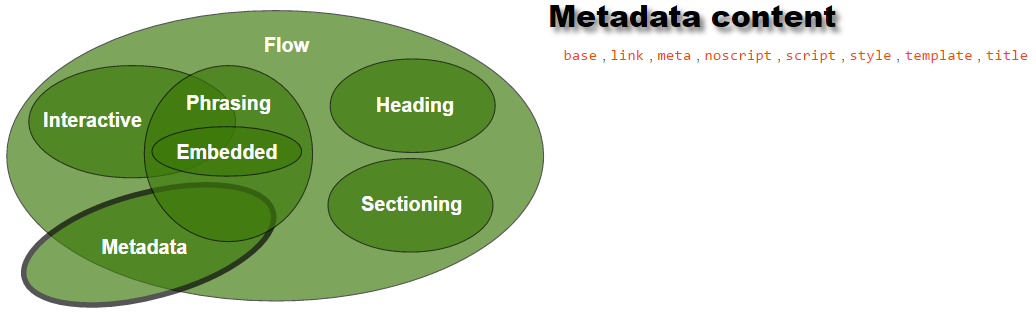 Flow
Phrasing
Interactive
Embedded
Heading
Sectioning
Metadata
Metadata content
base , link , meta , noscript , script , style , template , title